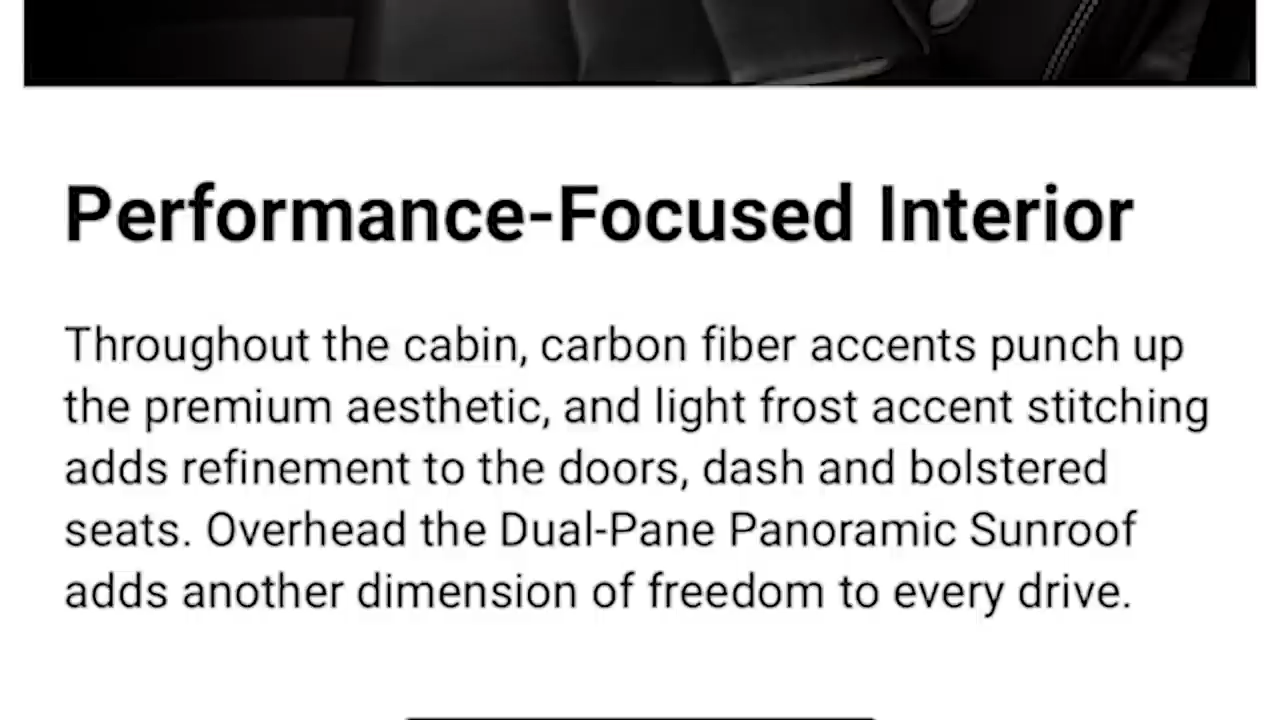 Performance-Focused Interior
Throughout the cabin, carbon fiber accents punch up
the premium aesthetic, and light frost accent stitching
adds refinement to the doors, dash and bolstered
seats. Overhead the Dual-Pane Panoramic Sunroof
adds another dimension of freedom to every drive.